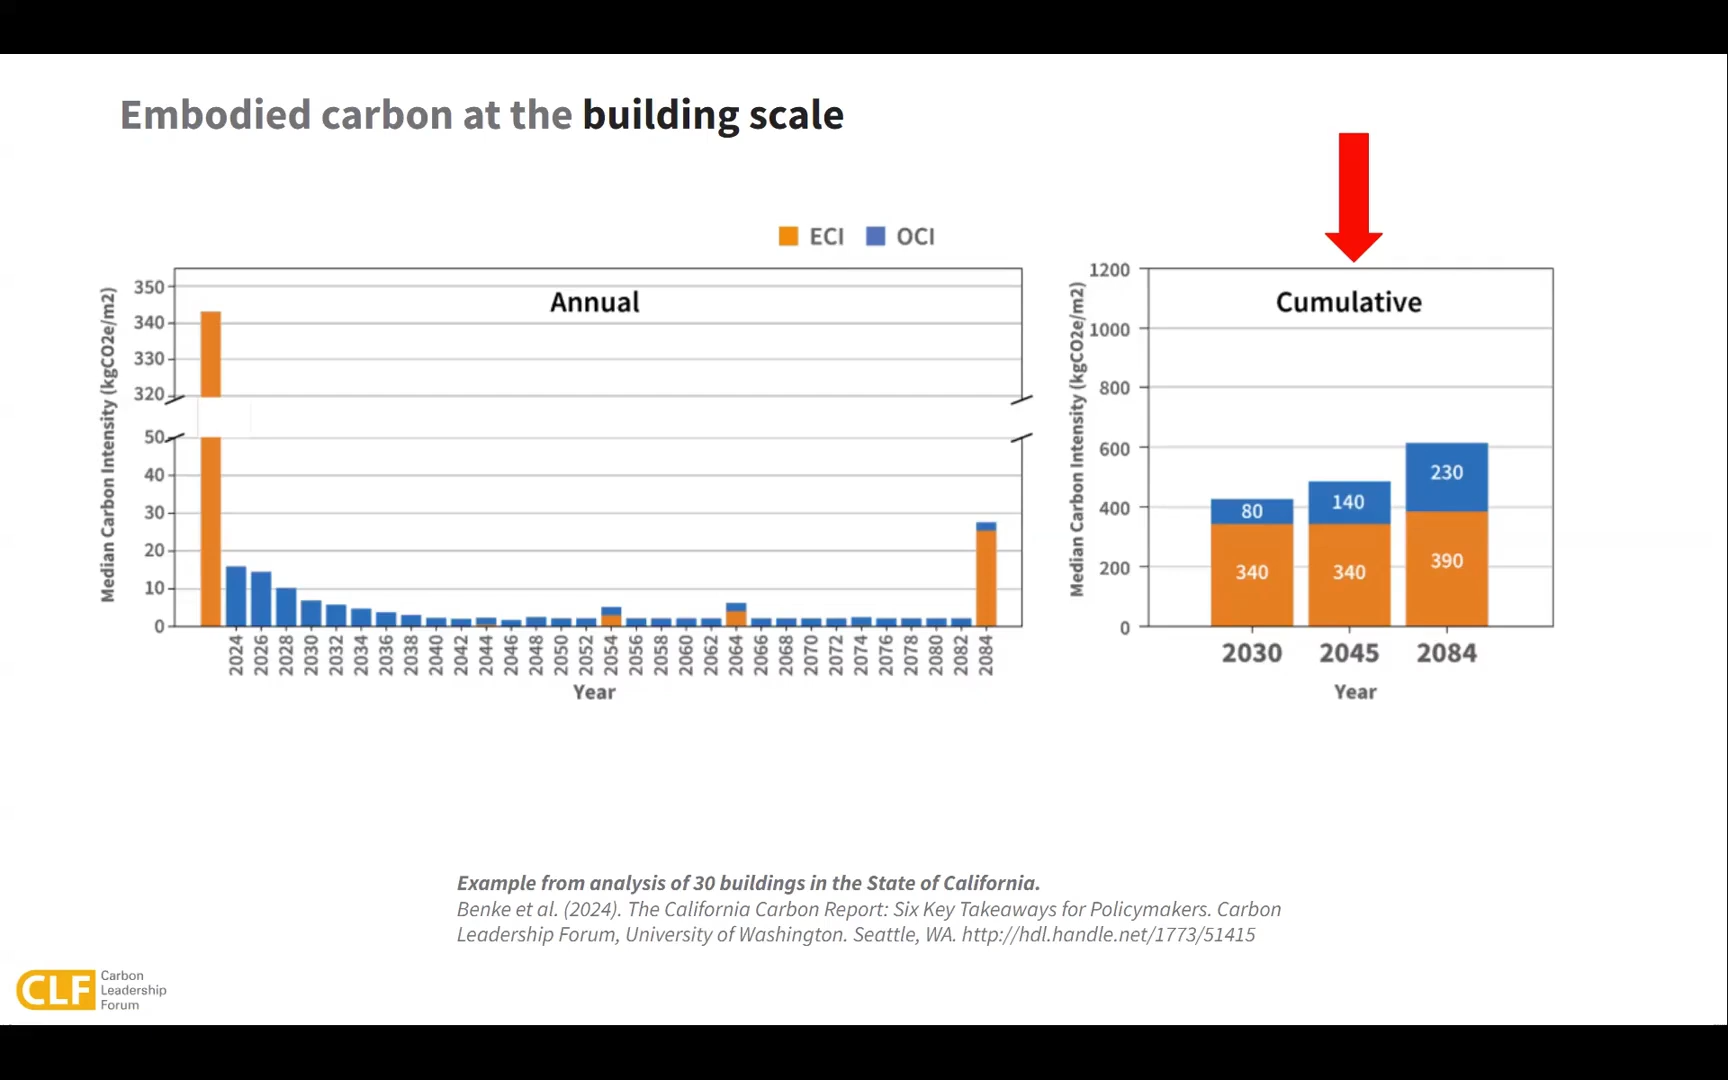 Embodied carbon at the building scale
ECI OCI
Annual
Median Carbon Intensity (kgCO2e/m2)
350
340
330
320
50
40
30
20
10
0
2024 2026 2028 2030 2032 2034 2036 2038 2040 2042 2044 2046 2048 2050 2052 2054 2056 2058 2060 2062 2064 2066 2068 2070 2072 2074 2076 2078 2080 2082 2084
Year
Cumulative
Median Carbon Intensity (kgCO2e/m2)
1200
1000
800
600
400
200
0
80 140 230
340 340 390
2030 2045 2084
Year
Example from analysis of 30 buildings in the State of California.
Benke et al. (2024). The California Carbon Report: Six Key Takeaways for Policymakers. Carbon
Leadership Forum, University of Washington. Seattle, WA. http://hdl.handle.net/1773/51415
CLF
Carbon
Leadership
Forum